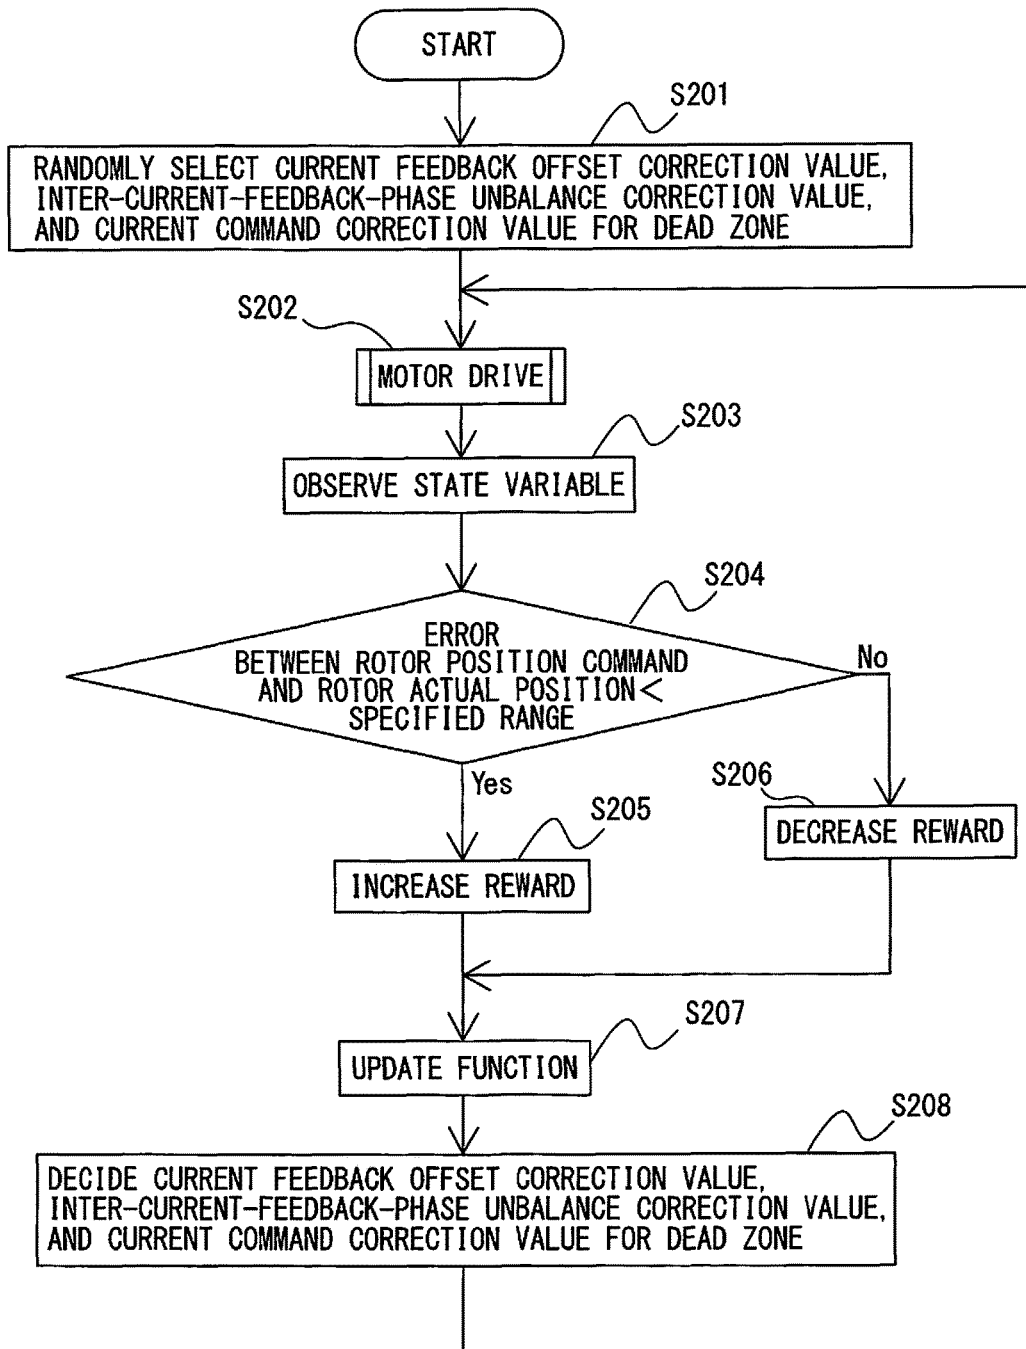 START
S201
RANDOMLY SELECT CURRENT FEEDBACK OFFSET CORRECTION VALUE,
INTER-CURRENT-FEEDBACK-PHASE UNBALANCE CORRECTION VALUE,
AND CURRENT COMMAND CORRECTION VALUE FOR DEAD ZONE
S202
MOTOR DRIVE
S203
OBSERVE STATE VARIABLE
S204
ERROR
BETWEEN ROTOR POSITION COMMAND
AND ROTOR ACTUAL POSITION<
SPECIFIED RANGE
No
Yes
S206
DECREASE REWARD
S205
INCREASE REWARD
S207
UPDATE FUNCTION
S208
DECIDE CURRENT FEEDBACK OFFSET CORRECTION VALUE,
INTER-CURRENT-FEEDBACK-PHASE UNBALANCE CORRECTION VALUE,
AND CURRENT COMMAND CORRECTION VALUE FOR DEAD ZONE